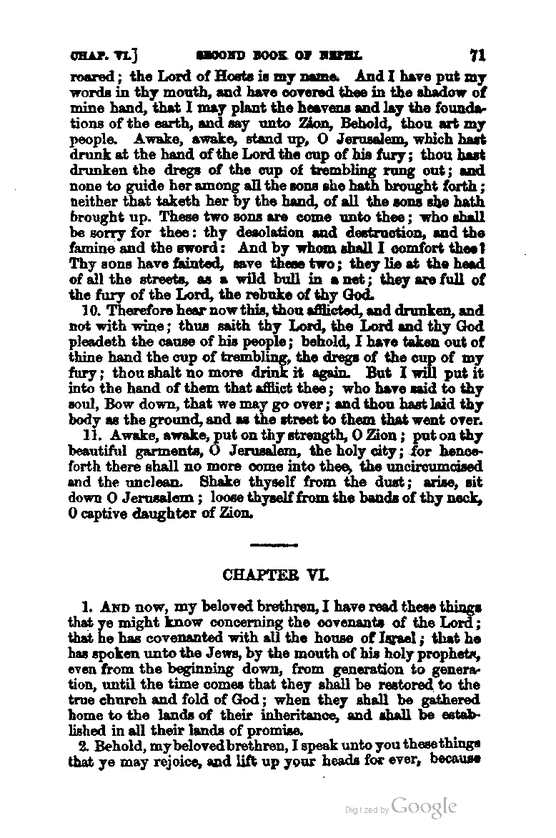 CHAP. VI.] SECOND BOOK OF NEPHI. 71
roared; the Lord of Hosts is my name. And I have put my
words in thy mouth, and have covered thee in the shadow of
mine hand, that I may plant the heavens and lay the founda-
tions of the earth, and say unto Zion, Behold, thou art my
people. Awake, awake, stand up, O Jerusalem, which hast
drunk at the hand of the Lord the cup of his fury; thou hast
drunken the dregs of the cup of trembling rung out; and
none to guide her among all the sons she hath brought forth;
neither that taketh her by the hand, of all the sons she hath
brought up. These two sons are come unto thee; who shall
be sorry for thee: thy desolation and destruction, and the
famine and the sword: And by whom shall I comfort thee?
Thy sons have fainted, save these two; they lie at the head
of all the streets, as a wild bull in a net; they are full of
the fury of the Lord, the rebuke of thy God.
10. Therefore hear now this, thou afflicted, and drunken, and
not with wine; thus saith thy Lord, the Lord and thy God
pleadeth the cause of his people; behold, I have taken out of
thine hand the cup of trembling, the dregs of the cup of my
fury; thou shalt no more drink it again. But I will put it
into the hand of them that afflict thee; who have said to thy
soul, Bow down, that we may go over; and thou hast laid thy
body as the ground, and as the street to them that went over.
11. Awake, awake, put on thy strength, O Zion; put on thy
beautiful garments, O Jerusalem, the holy city; for hence-
forth there shall no more come into thee, the uncircumcised
and the unclean. Shake thyself from the dust; arise, sit
down O Jerusalem; loose thyself from the bands of thy neck,
O captive daughter of Zion.
CHAPTER VI.
1. AND now, my beloved brethren, I have read these things
that ye might know concerning the covenants of the Lord;
that he has covenanted with all the house of Israel; that he
has spoken unto the Jews, by the mouth of his holy prophets,
even from the beginning down, from generation to genera-
tion, until the time comes that they shall be restored to the
true church and fold of God; when they shall be gathered
home to the lands of their inheritance, and shall be estab-
lished in all their lands of promise.
2. Behold, my beloved brethren, I speak unto you these things
that ye may rejoice, and lift up your heads for ever, because
Digitized by Google